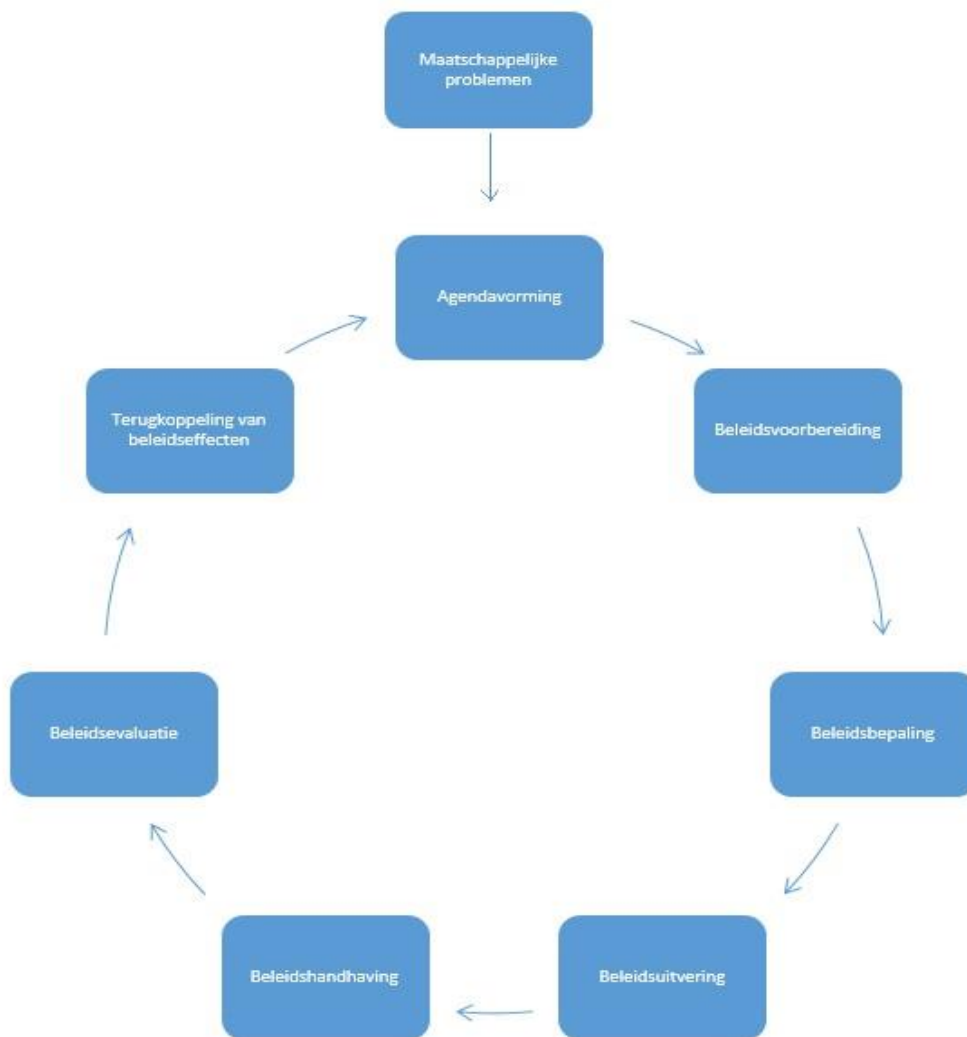 Maatschappelijke
problemen
Agendavorming
Beleidsvoorbereiding
Beleidsbepaling
Beleidsuitvering
Beleidshandhaving
Beleidsevaluatie
Terugkoppeling van
beleidseffecten